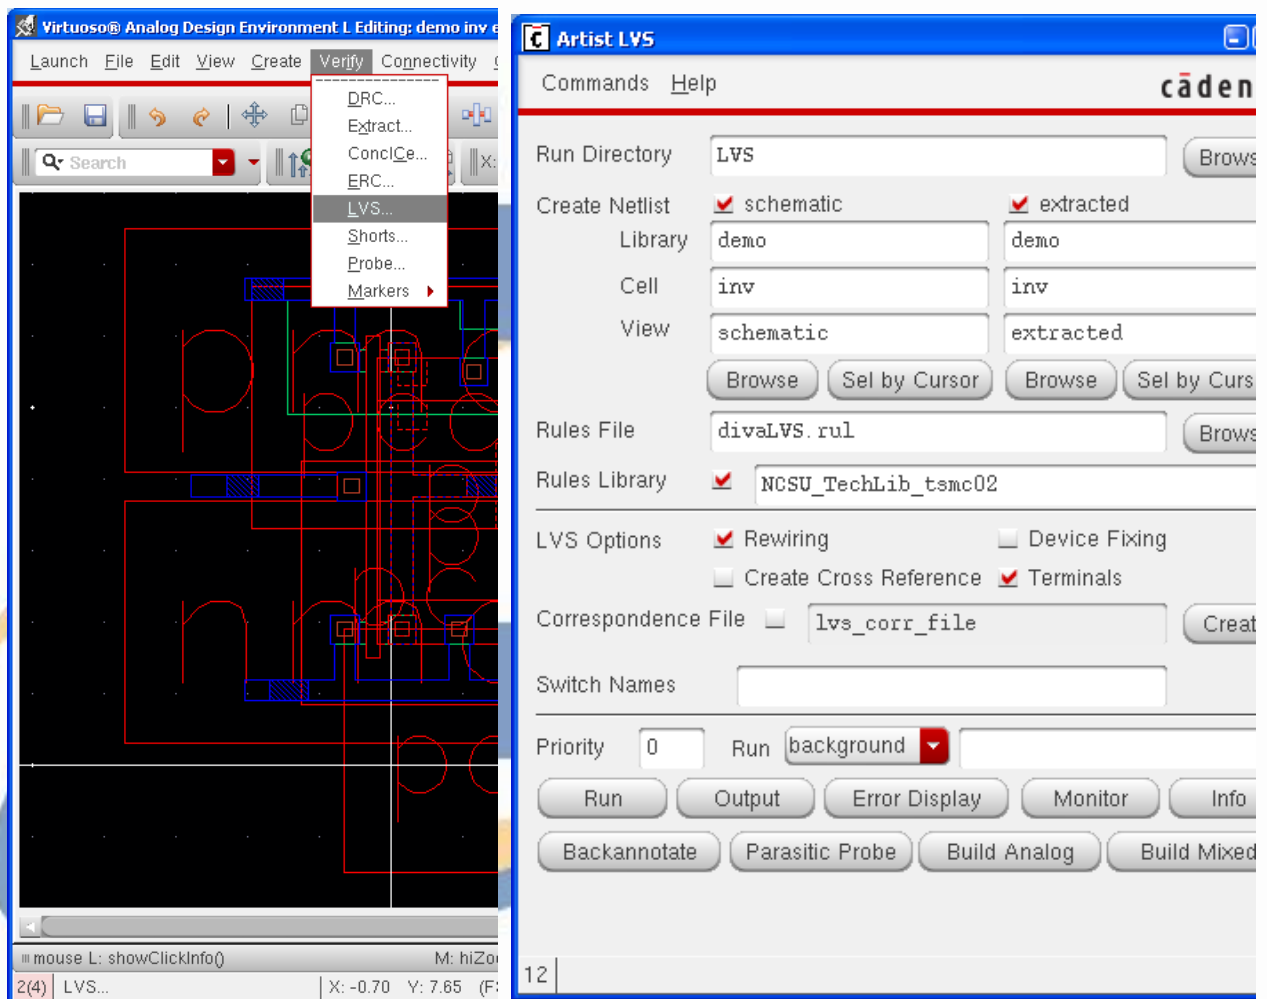 Virtuoso® Analog Design Environment L Editing: demo inv e
Launch File Edit View Create Verify Connectivity
DRC...
Extract...
ConclCe...
ERC...
LVS...
Shorts...
Probe...
Markers
Search
X:
mouse L: showClickInfo()
M: hiZoo
2(4) LVS...
X: -0.70 Y: 7.65 (F:
Artist LVS
Commands Help
cāden
Run Directory LVS Brows
Create Netlist schematic extracted
Library demo demo
Cell inv inv
View schematic extracted
Browse Sel by Cursor Browse Sel by Curs
Rules File divaLVS.rul Brows
Rules Library NCSU_TechLib_tsmc02
LVS Options Rewiring Device Fixing
Create Cross Reference Terminals
Correspondence File lvs_corr_file Creat
Switch Names
Priority 0 Run background
Run Output Error Display Monitor Info
Backannotate Parasitic Probe Build Analog Build Mixed
12